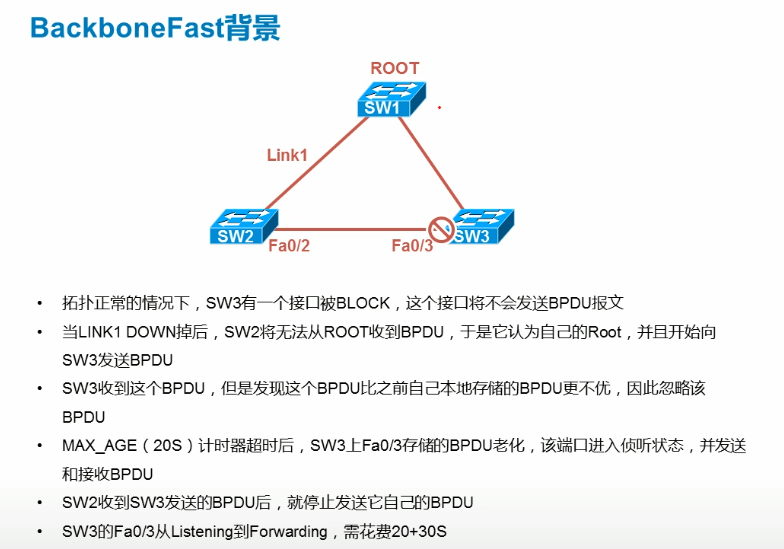 BackboneFast背景
ROOT
SW1
Link1
SW2
Fa0/2
Fa0/3
SW3
• 拓扑正常的情况下，SW3有一个接口被BLOCK，这个接口将不会发送BPDU报文
• 当LINK1 DOWN掉后，SW2将无法从ROOT收到BPDU，于是它认为自己的Root，并且开始向
SW3发送BPDU
• SW3收到这个BPDU，但是发现这个BPDU比之前自己本地存储的BPDU更不优，因此忽略该
BPDU
• MAX_AGE（20S）计时器超时后，SW3上Fa0/3存储的BPDU老化，该端口进入侦听状态，并发送
和接收BPDU
• SW2收到SW3发送的BPDU后，就停止发送它自己的BPDU
• SW3的Fa0/3从Listening到Forwarding，需花费20+30S